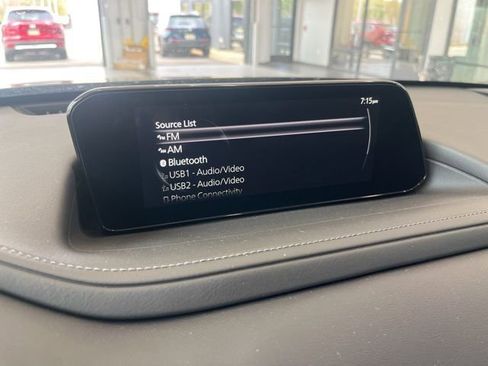 7:15pm
Source List
FM
AM
Bluetooth
USB1 - Audio/Video
USB2 - Audio/Video
Phone Connectivity